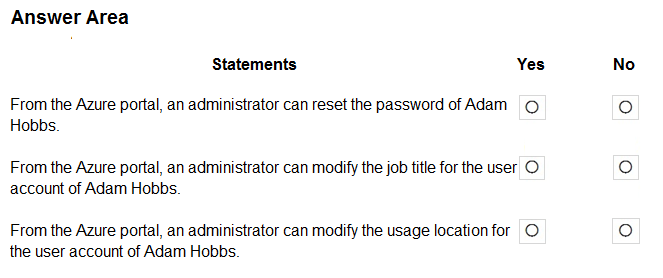 Answer Area
Statements Yes No
From the Azure portal, an administrator can reset the password of Adam
Hobbs.
From the Azure portal, an administrator can modify the job title for the user
account of Adam Hobbs.
From the Azure portal, an administrator can modify the usage location for
the user account of Adam Hobbs.